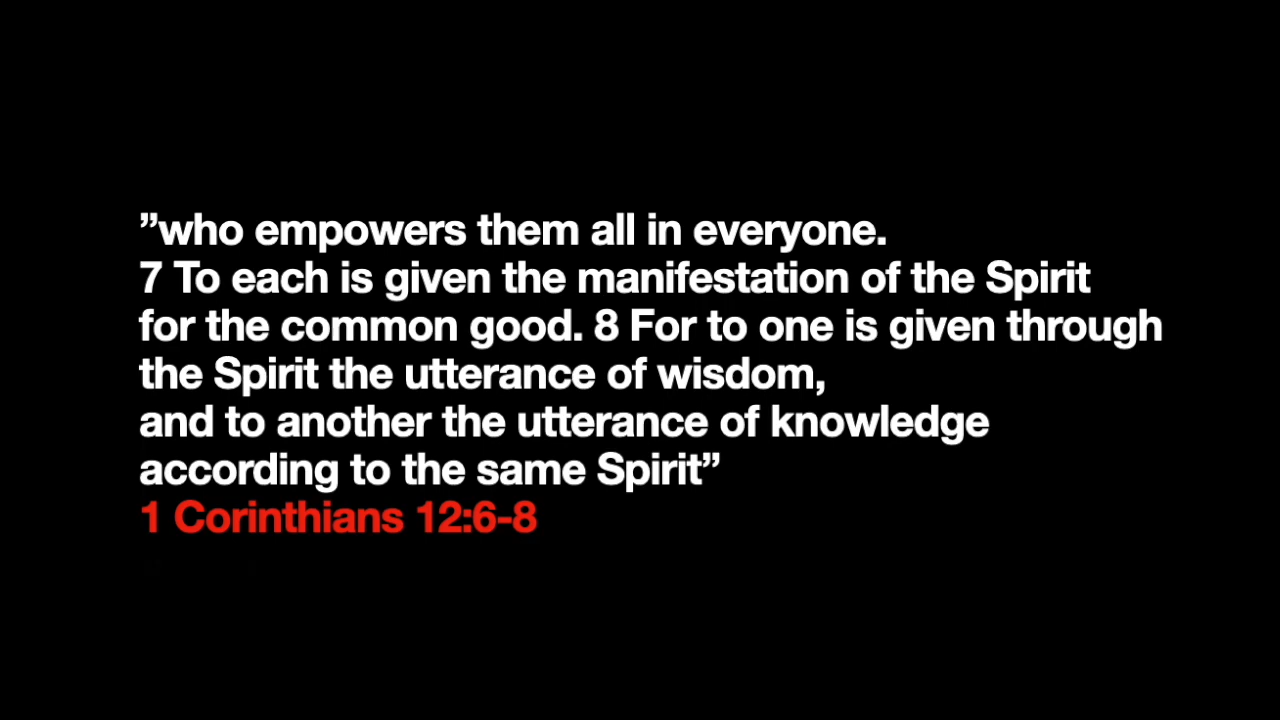 ”who empowers them all in everyone.
7 To each is given the manifestation of the Spirit
for the common good. 8 For to one is given through
the Spirit the utterance of wisdom,
and to another the utterance of knowledge
according to the same Spirit”
1 Corinthians 12:6-8